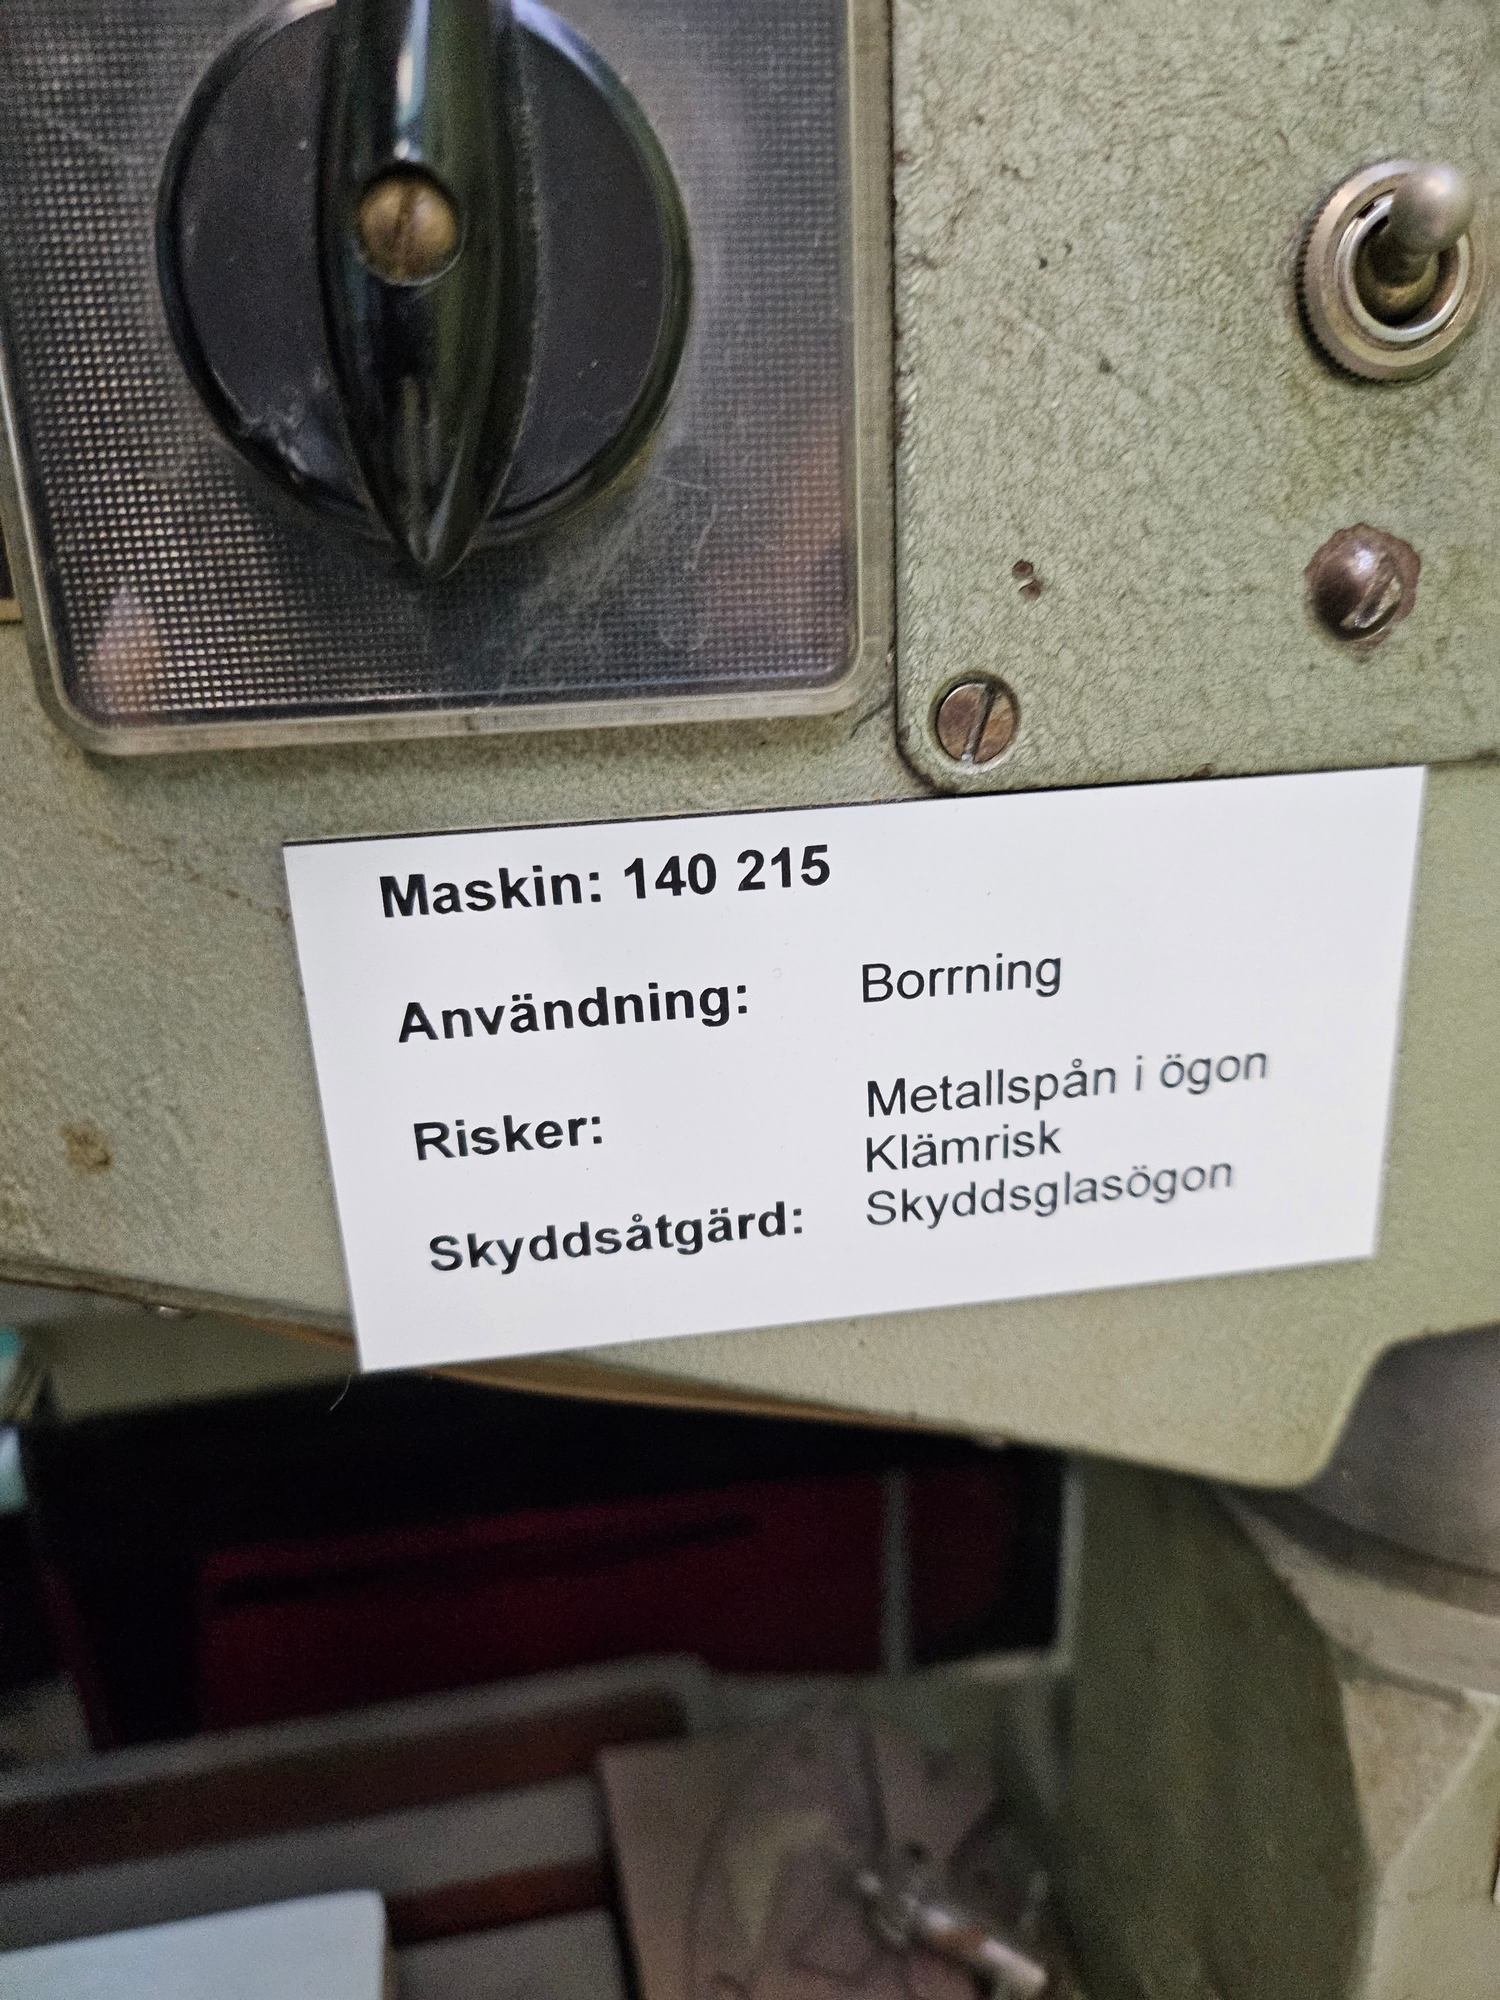 Maskin: 140 215
Användning: Borrning
Risker: Metallspån i ögon
Klämrisk
Skyddsåtgärd: Skyddsglasögon